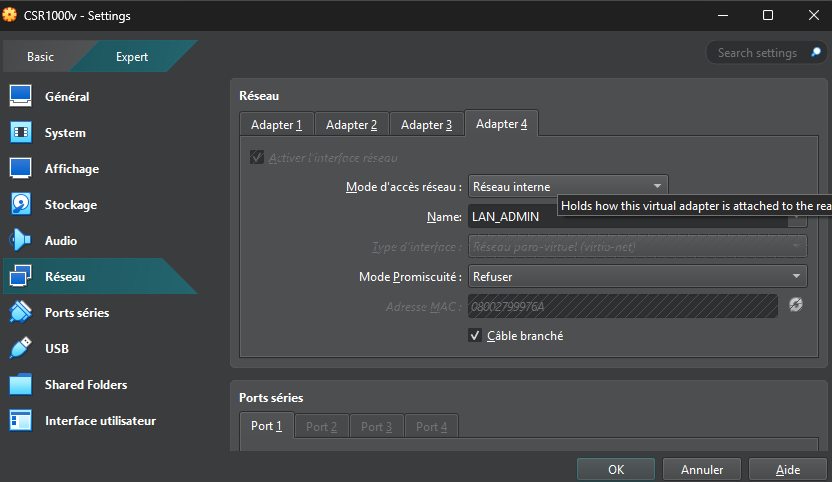 CSR1000v - Settings
Basic
Expert
Search settings
Général
System
Affichage
Stockage
Audio
Réseau
Ports séries
USB
Shared Folders
Interface utilisateur
Réseau
Adapter 1
Adapter 2
Adapter 3
Adapter 4
Activer l'interface réseau
Mode d'accès réseau :
Réseau interne
Holds how this virtual adapter is attached to the rea
Name:
LAN_ADMIN
Type d'interface :
Réseau para-virtuel (virtio-net)
Mode Promiscuité :
Refuser
Adresse MAC :
08002799976A
Câble branché
Ports séries
Port 1
Port 2
Port 3
Port 4
OK
Annuler
Aide